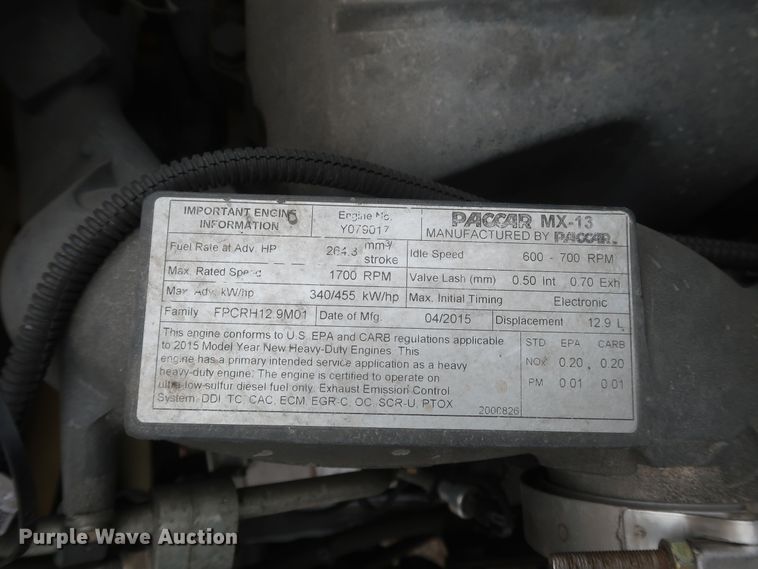 IMPORTANT ENGINE INFORMATION
Engine No. Y079017
PACCAR MX-13
MANUFACTURED BY PACCAR
Fuel Rate at Adv. HP 264.3 mm³/stroke
Idle Speed 600 - 700 RPM
Max. Rated Speed 1700 RPM
Valve Lash (mm) 0.50 Int 0.70 Exh
Max. Adv. kW/hp 340/455 kW/hp
Max. Initial Timing Electronic
Family FPCRH12.9M01
Date of Mfg. 04/2015
Displacement 12.9 L
This engine conforms to U.S. EPA and CARB regulations applicable
to 2015 Model Year New Heavy-Duty Engines. This
engine has a primary intended service application as a heavy
heavy-duty engine. The engine is certified to operate on
ultra low-sulfur diesel fuel only. Exhaust Emission Control
System: DDI, TC, CAC, ECM, EGR-C, OC, SCR-U, PTOX
STD EPA CARB
NOX 0.20 0.20
PM 0.01 0.01
2000826
Purple Wave Auction